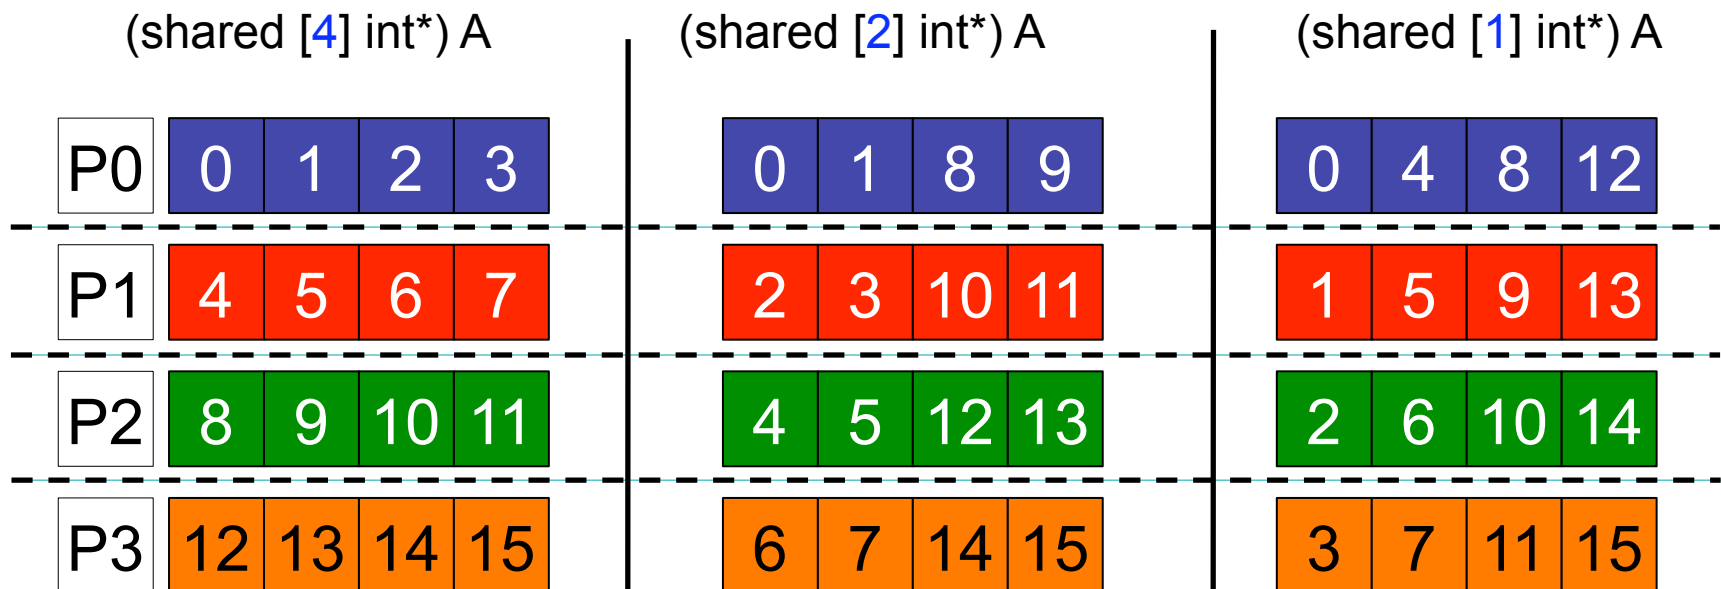 (shared [4] int*) A (shared [2] int*) A (shared [1] int*) A
P0 0 1 2 3 0 1 8 9 0 4 8 12
P1 4 5 6 7 2 3 10 11 1 5 9 13
P2 8 9 10 11 4 5 12 13 2 6 10 14
P3 12 13 14 15 6 7 14 15 3 7 11 15